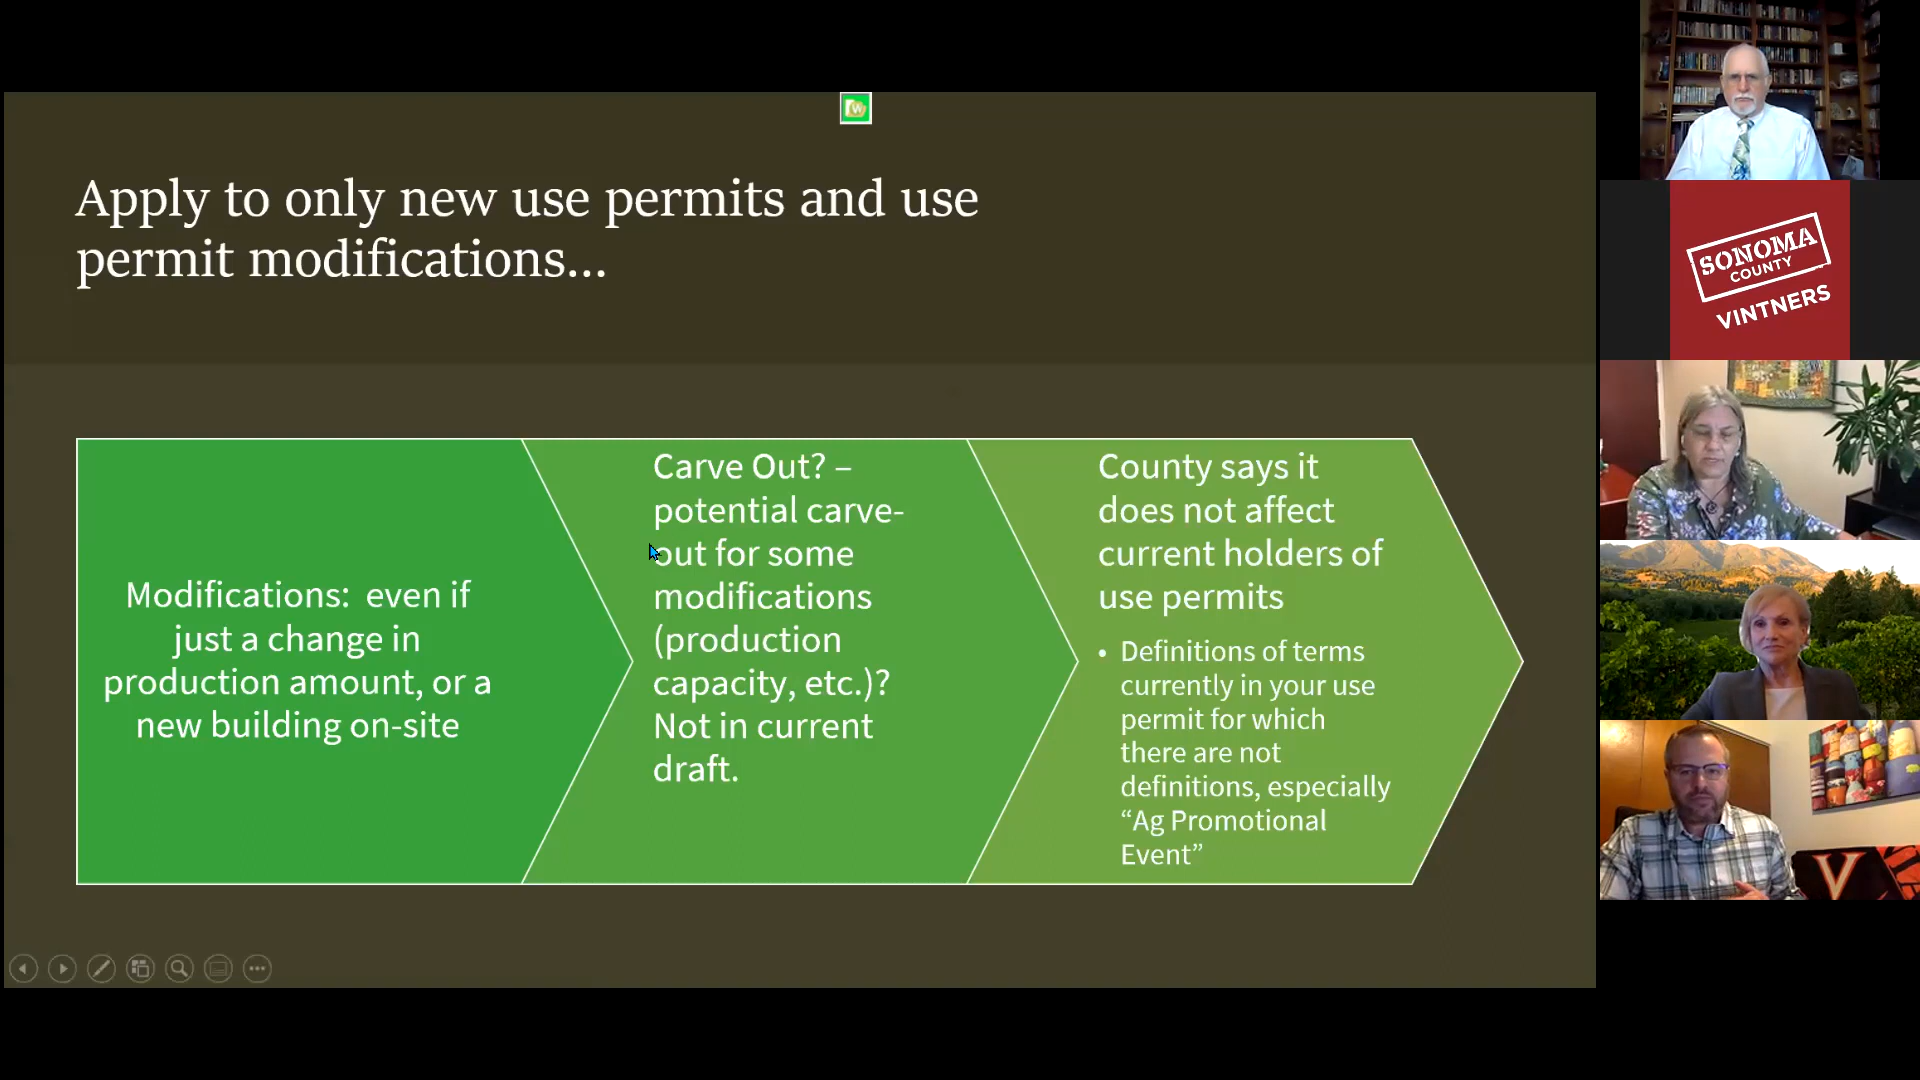 Apply to only new use permits and use
permit modifications...
Modifications:  even if
just a change in
production amount, or a
new building on-site
Carve Out? –
potential carve-
out for some
modifications
(production
capacity, etc.)?
Not in current
draft.
County says it
does not affect
current holders of
use permits
• Definitions of terms
currently in your use
permit for which
there are not
definitions, especially
“Ag Promotional
Event”
SONOMA
COUNTY
VINTNERS
V